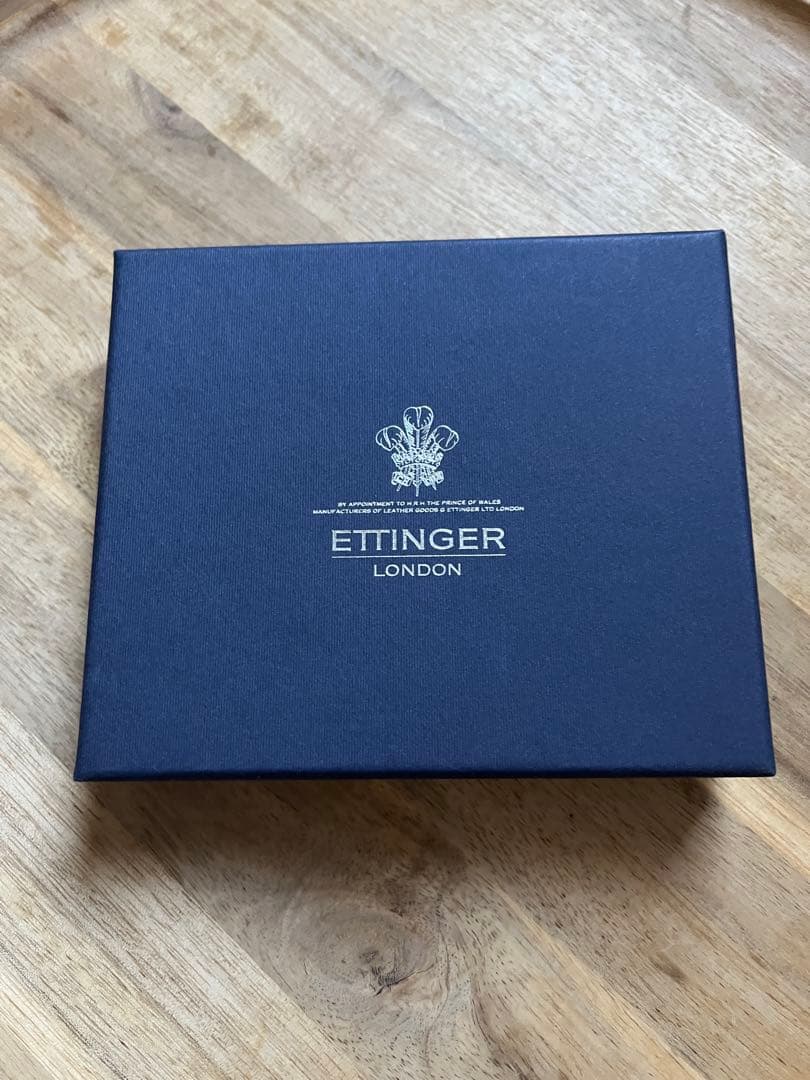 BY APPOINTMENT TO H R H THE PRINCE OF WALES
MANUFACTURERS OF LEATHER GOODS G ETTINGER LTD LONDON
ETTINGER
LONDON